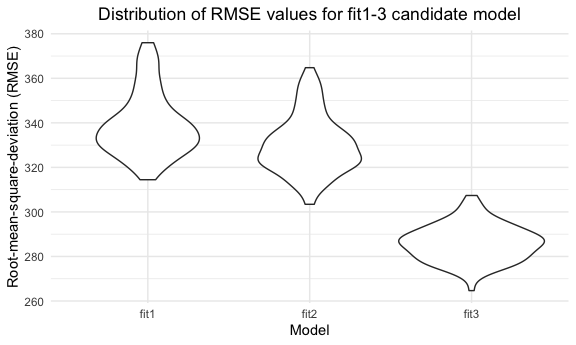 Distribution of RMSE values for fit1-3 candidate model
Root-mean-square-deviation (RMSE)
380
360
340
320
300
280
260
fit1
fit2
fit3
Model